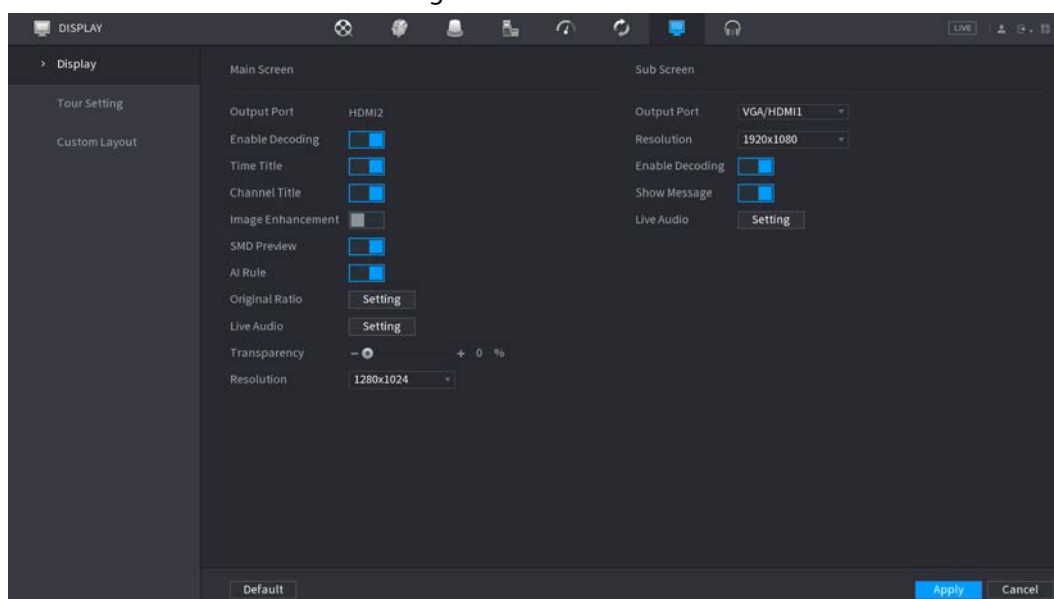 DISPLAY
LIVE
Display
Tour Setting
Custom Layout
Main Screen
Output Port HDMI2
Enable Decoding
Time Title
Channel Title
Image Enhancement
SMD Preview
AI Rule
Original Ratio Setting
Live Audio Setting
Transparency - + 0 %
Resolution 1280x1024
Sub Screen
Output Port VGA/HDMI1
Resolution 1920x1080
Enable Decoding
Show Message
Live Audio Setting
Default
Apply
Cancel